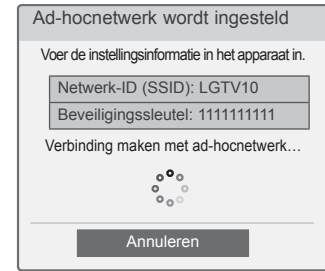 Ad-hocnetwerk wordt ingesteld
Voer de instellingsinformatie in het apparaat in.
Netwerk-ID (SSID): LGTV10
Beveiligingssleutel: 1111111111
Verbinding maken met ad-hocnetwerk…
Annuleren